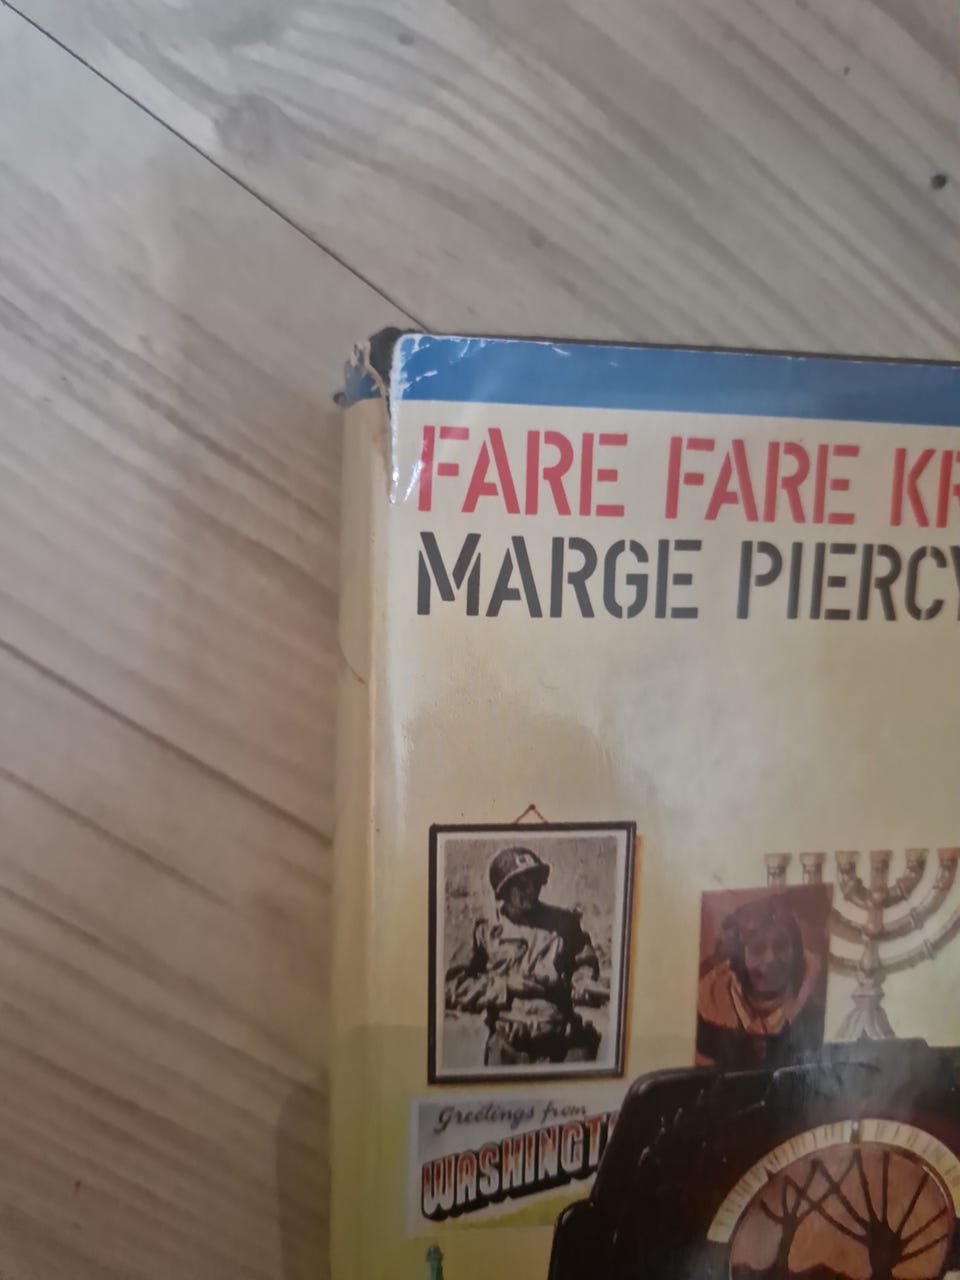 FARE FARE KR
MARGE PIERCY
Greetings from
WASHINGT